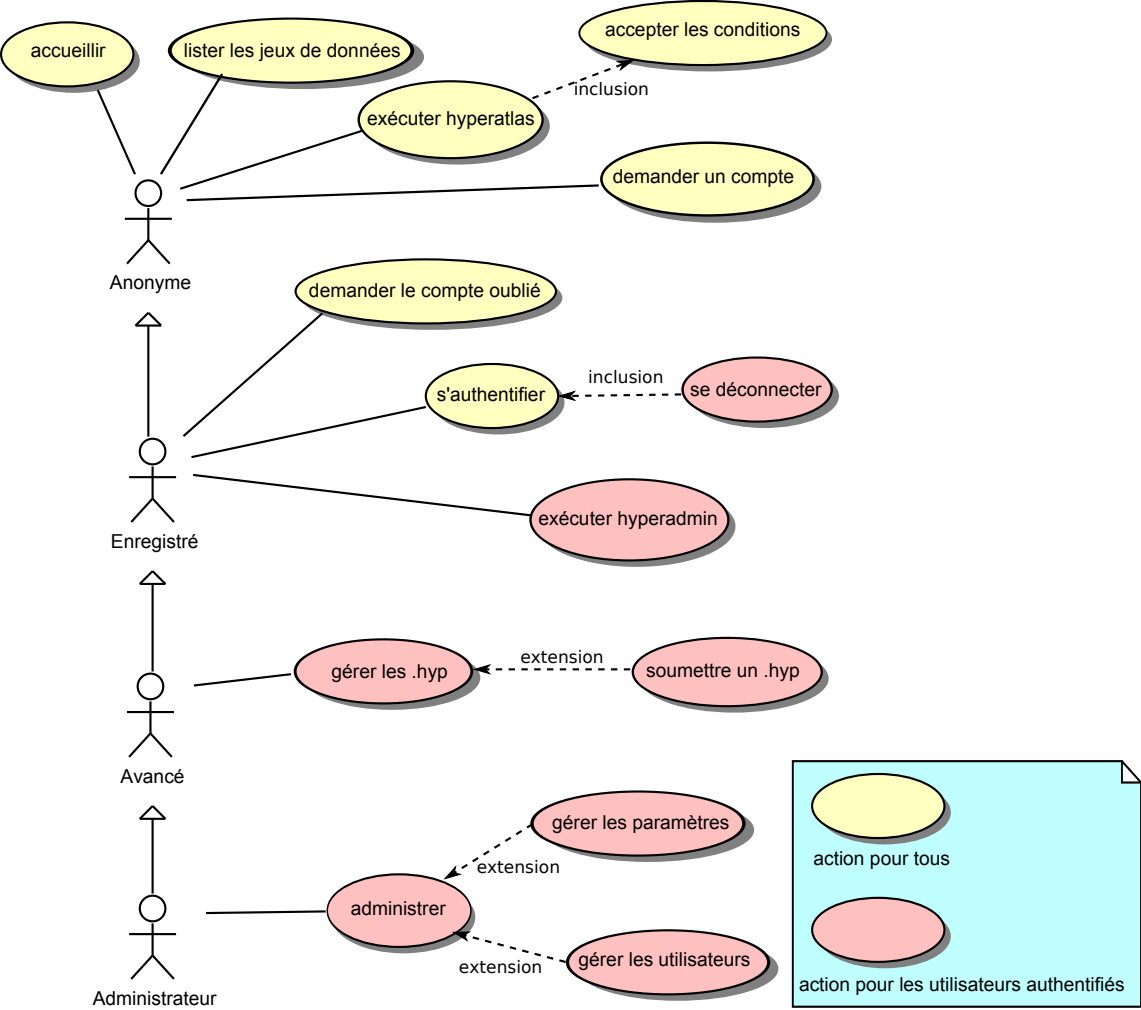 accueillir
lister les jeux de données
accepter les conditions
inclusion
exécuter hyperatlas
demander un compte
Anonyme
demander le compte oublié
s'authentifier
inclusion
se déconnecter
exécuter hyperadmin
Enregistré
gérer les .hyp
extension
soumettre un .hyp
Avancé
gérer les paramètres
extension
administrer
extension
gérer les utilisateurs
Administrateur
action pour tous
action pour les utilisateurs authentifiés